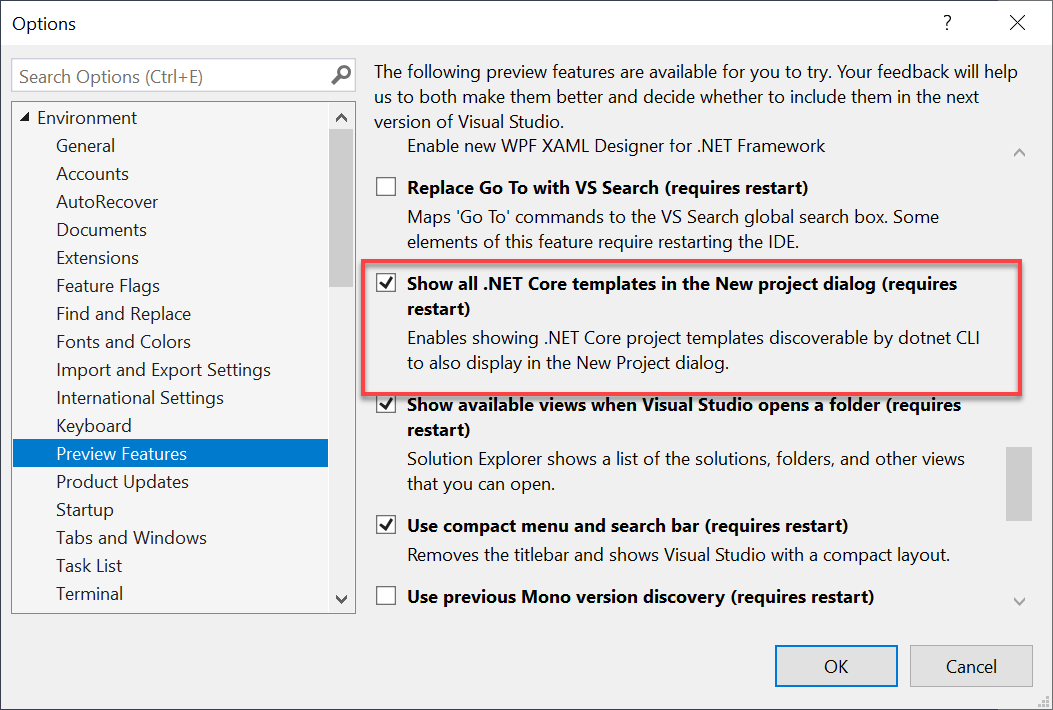 Options
?
Search Options (Ctrl+E)
Environment
General
Accounts
AutoRecover
Documents
Extensions
Feature Flags
Find and Replace
Fonts and Colors
Import and Export Settings
International Settings
Keyboard
Preview Features
Product Updates
Startup
Tabs and Windows
Task List
Terminal
The following preview features are available for you to try. Your feedback will help
us to both make them better and decide whether to include them in the next
version of Visual Studio.
Enable new WPF XAML Designer for .NET Framework
Replace Go To with VS Search (requires restart)
Maps 'Go To' commands to the VS Search global search box. Some
elements of this feature require restarting the IDE.
Show all .NET Core templates in the New project dialog (requires
restart)
Enables showing .NET Core project templates discoverable by dotnet CLI
to also display in the New Project dialog.
Show available views when Visual Studio opens a folder (requires
restart)
Solution Explorer shows a list of the solutions, folders, and other views
that you can open.
Use compact menu and search bar (requires restart)
Removes the titlebar and shows Visual Studio with a compact layout.
Use previous Mono version discovery (requires restart)
OK
Cancel